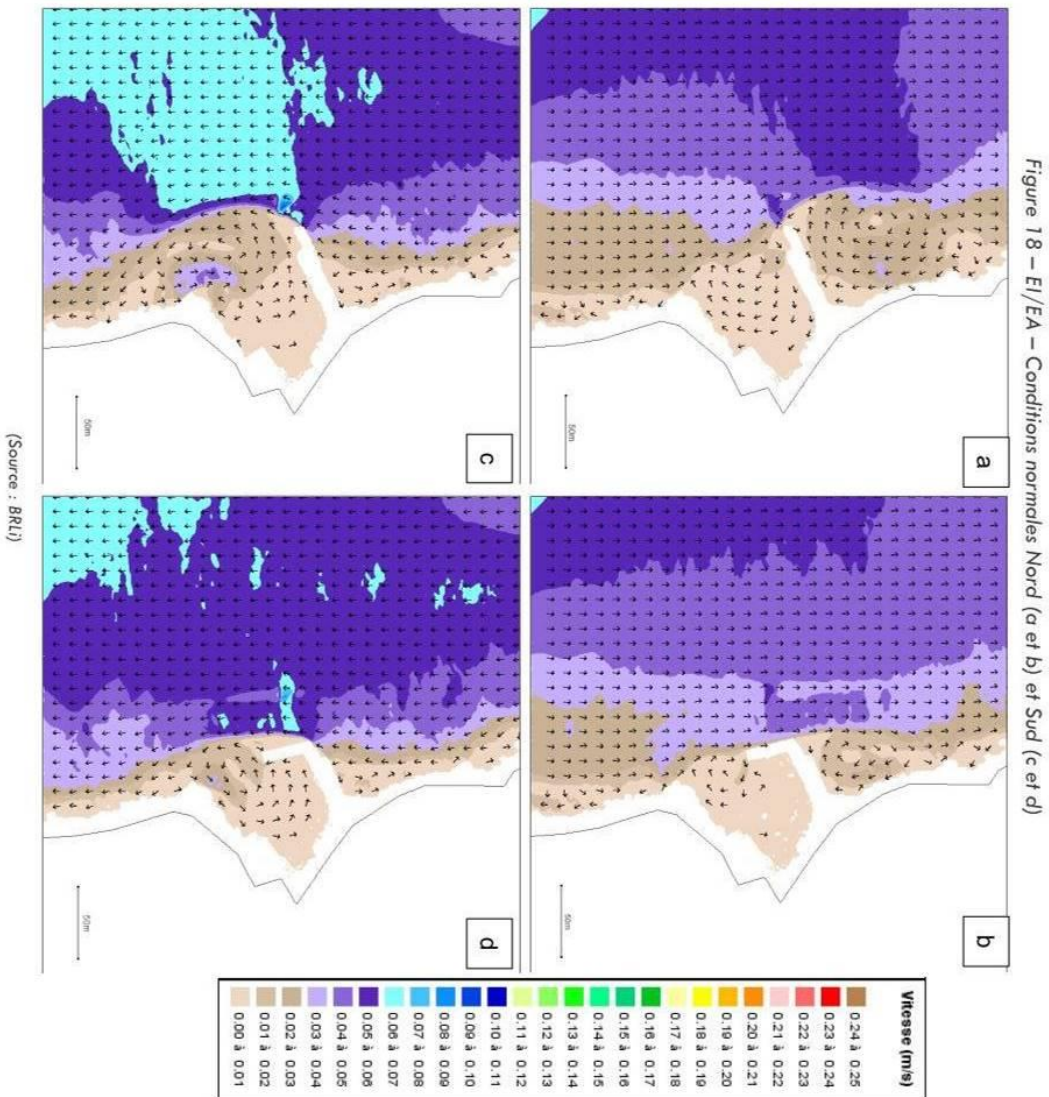 Figure 18 – EI/EA – Conditions normales Nord (a et b) et Sud (c et d)
a
50m
b
50m
c
50m
d
50m
Vitesse (m/s)
0.24 à 0.25
0.23 à 0.24
0.22 à 0.23
0.21 à 0.22
0.20 à 0.21
0.19 à 0.20
0.18 à 0.19
0.17 à 0.18
0.16 à 0.17
0.15 à 0.16
0.14 à 0.15
0.13 à 0.14
0.12 à 0.13
0.11 à 0.12
0.10 à 0.11
0.09 à 0.10
0.08 à 0.09
0.07 à 0.08
0.06 à 0.07
0.05 à 0.06
0.04 à 0.05
0.03 à 0.04
0.02 à 0.03
0.01 à 0.02
0.00 à 0.01
(Source : BRLi)